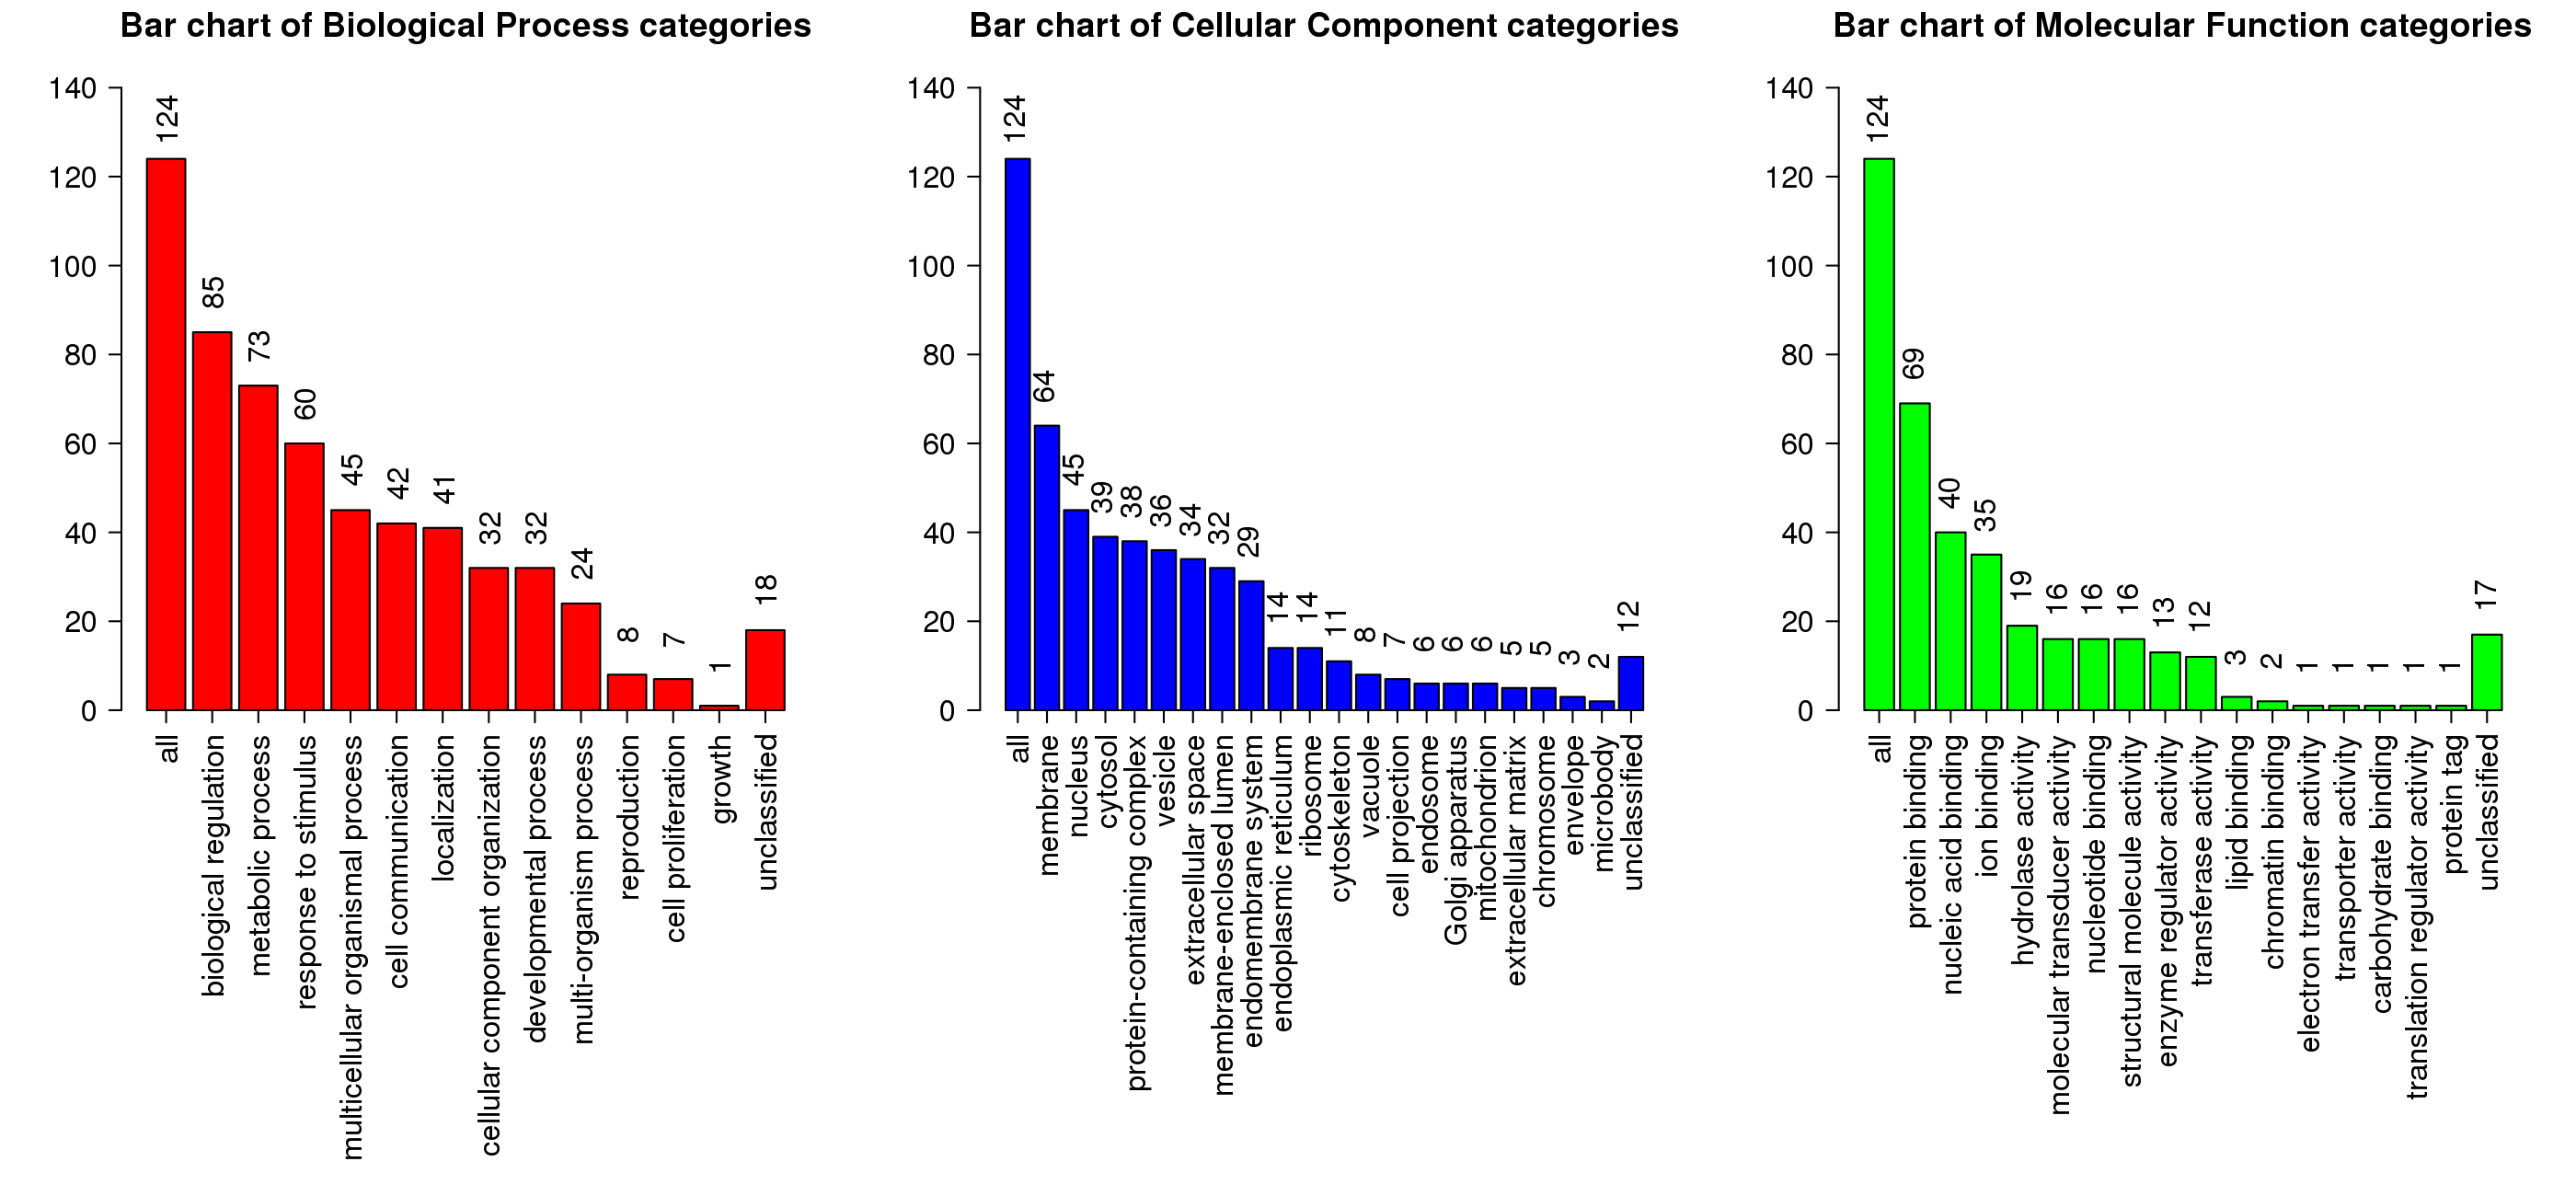 Bar chart of Biological Process categories
140
120
100
80
60
40
20
0
124
85
73
60
45
42
41
32
32
24
8
7
1
18
all
biological regulation
metabolic process
response to stimulus
multicellular organismal process
cell communication
localization
cellular component organization
developmental process
multi-organism process
reproduction
cell proliferation
growth
unclassified
Bar chart of Cellular Component categories
140
120
100
80
60
40
20
0
124
64
45
39
38
36
34
32
29
14
14
11
8
7
6
6
6
5
5
3
2
12
all
membrane
nucleus
cytosol
protein-containing complex
vesicle
extracellular space
membrane-enclosed lumen
endomembrane system
endoplasmic reticulum
ribosome
cytoskeleton
vacuole
cell projection
endosome
Golgi apparatus
mitochondrion
extracellular matrix
chromosome
envelope
microbody
unclassified
Bar chart of Molecular Function categories
140
120
100
80
60
40
20
0
124
69
40
35
19
16
16
16
13
12
3
2
1
1
1
1
1
17
all
protein binding
nucleic acid binding
ion binding
hydrolase activity
molecular transducer activity
nucleotide binding
structural molecule activity
enzyme regulator activity
transferase activity
lipid binding
chromatin binding
electron transfer activity
transporter activity
carbohydrate binding
translation regulator activity
protein tag
unclassified